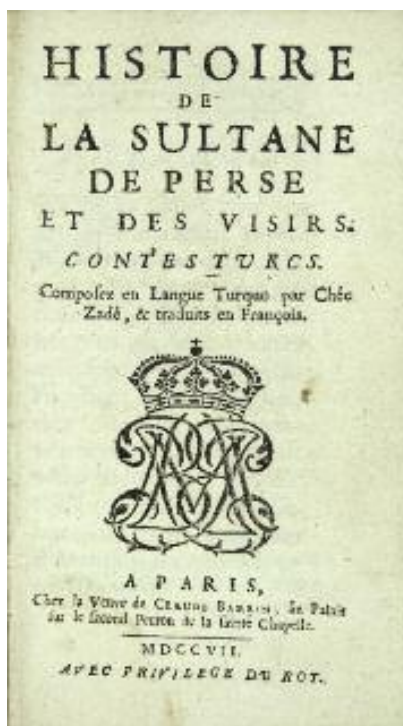 HISTOIRE
DE
LA SULTANE
DE PERSE
ET DES VISIRS.
CONTES TVRCS.
Composez en Langue Turque par Chéc
Zadé, & traduits en François.
A PARIS,
Chez la Veuve de CLAUDE BARBIN, au Palais
sur le second Perron de la sainte Chapelle.
MDCCVII.
AVEC PRIVILEGE DU ROY.